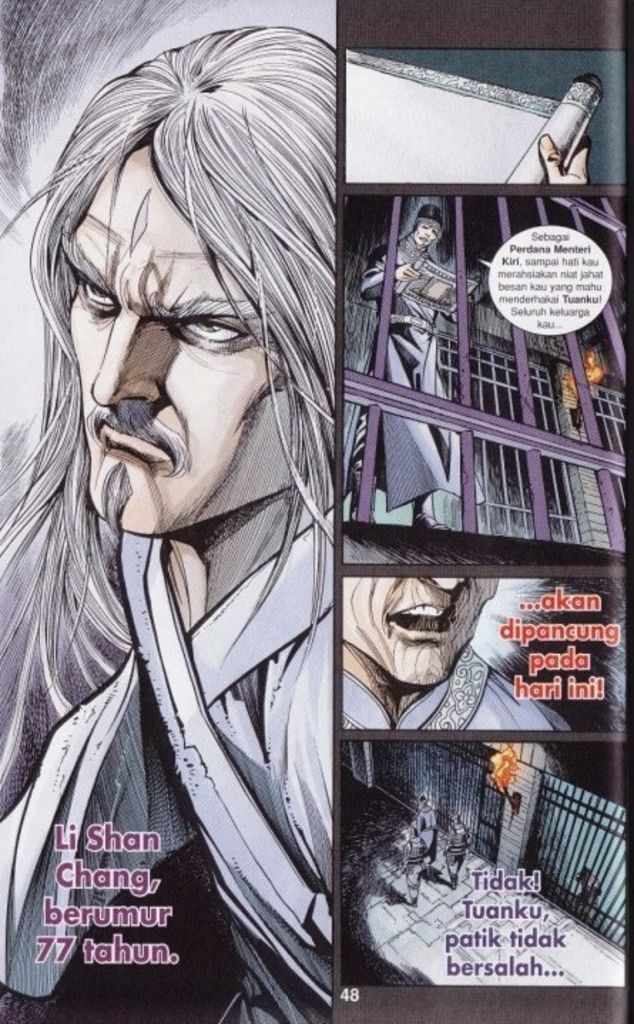 Li Shan
Chang,
berumur
77 tahun.
Sebagai
Perdana Menteri
Kiri, sampai hati kau
merahsiakan niat jahat
besan kau yang mahu
menderhakai Tuanku!
Seluruh keluarga
kau...
...akan
dipancung
pada
hari ini!
Tidak!
Tuanku,
patik tidak
bersalah...
48